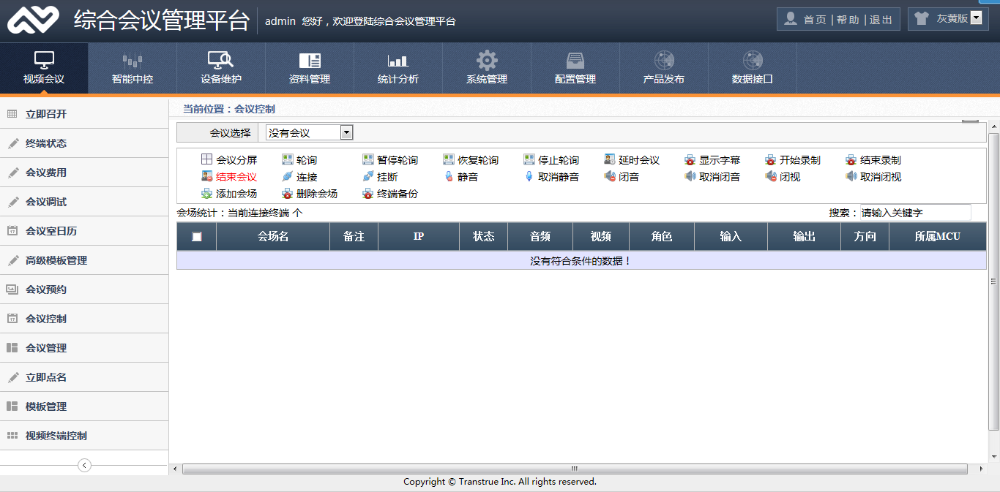 综合会议管理平台 admin 您好，欢迎登陆综合会议管理平台 首页 | 帮助 | 退出 灰黄版
视频会议 智能中控 设备维护 资料管理 统计分析 系统管理 配置管理 产品发布 数据接口
立即召开
终端状态
会议费用
会议调试
会议室日历
高级模板管理
会议预约
会议控制
会议管理
立即点名
模板管理
视频终端控制
当前位置：会议控制
会议选择 没有会议
会议分屏 轮询 暂停轮询 恢复轮询 停止轮询 延时会议 显示字幕 开始录制 结束录制
结束会议 连接 挂断 静音 取消静音 闭音 取消闭音 闭视 取消闭视
添加会场 删除会场 终端备份
会场统计：当前连接终端 个 搜索：请输入关键字
会场名 备注 IP 状态 音频 视频 角色 输入 输出 方向 所属MCU
没有符合条件的数据！
Copyright © Transtrue Inc. All rights reserved.